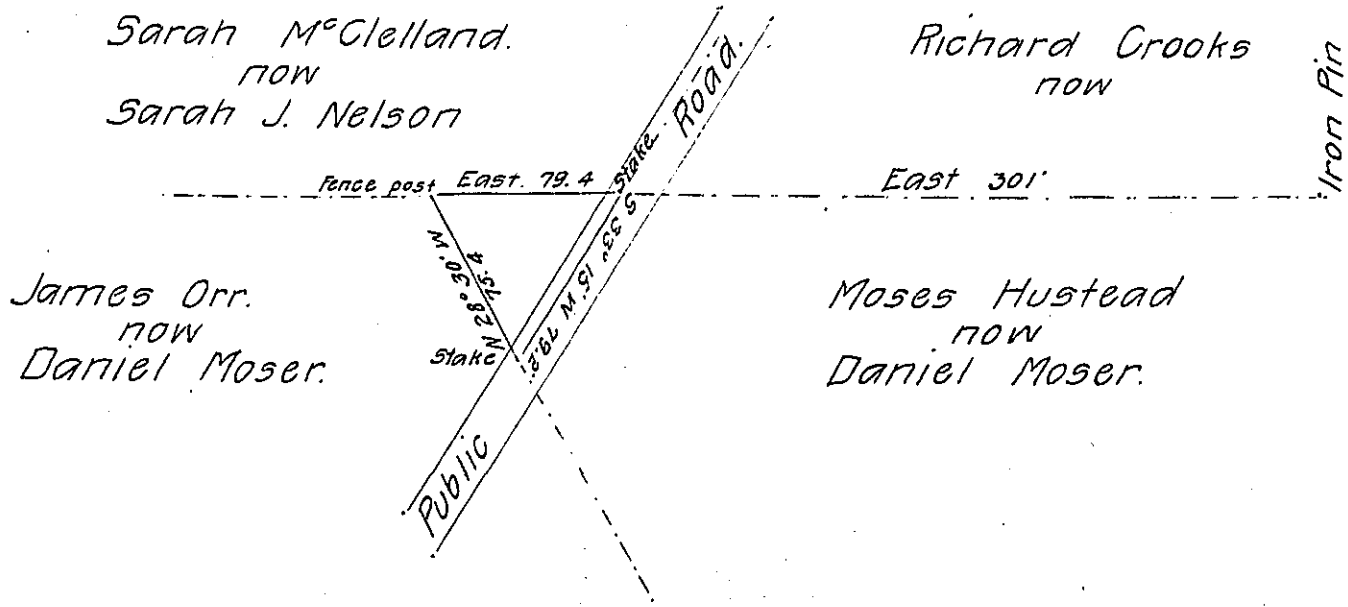 Sarah McClelland.
now
Sarah J. Nelson
Richard Crooks
now
Iron Pin
Public Road.
Fence post
East. 79.4
Stake
East 301'
N 28° 30' W
75.4
S 33° 15' W 79.2
Stake
James Orr.
now
Daniel Moser.
Moses Hustead
now
Daniel Moser.